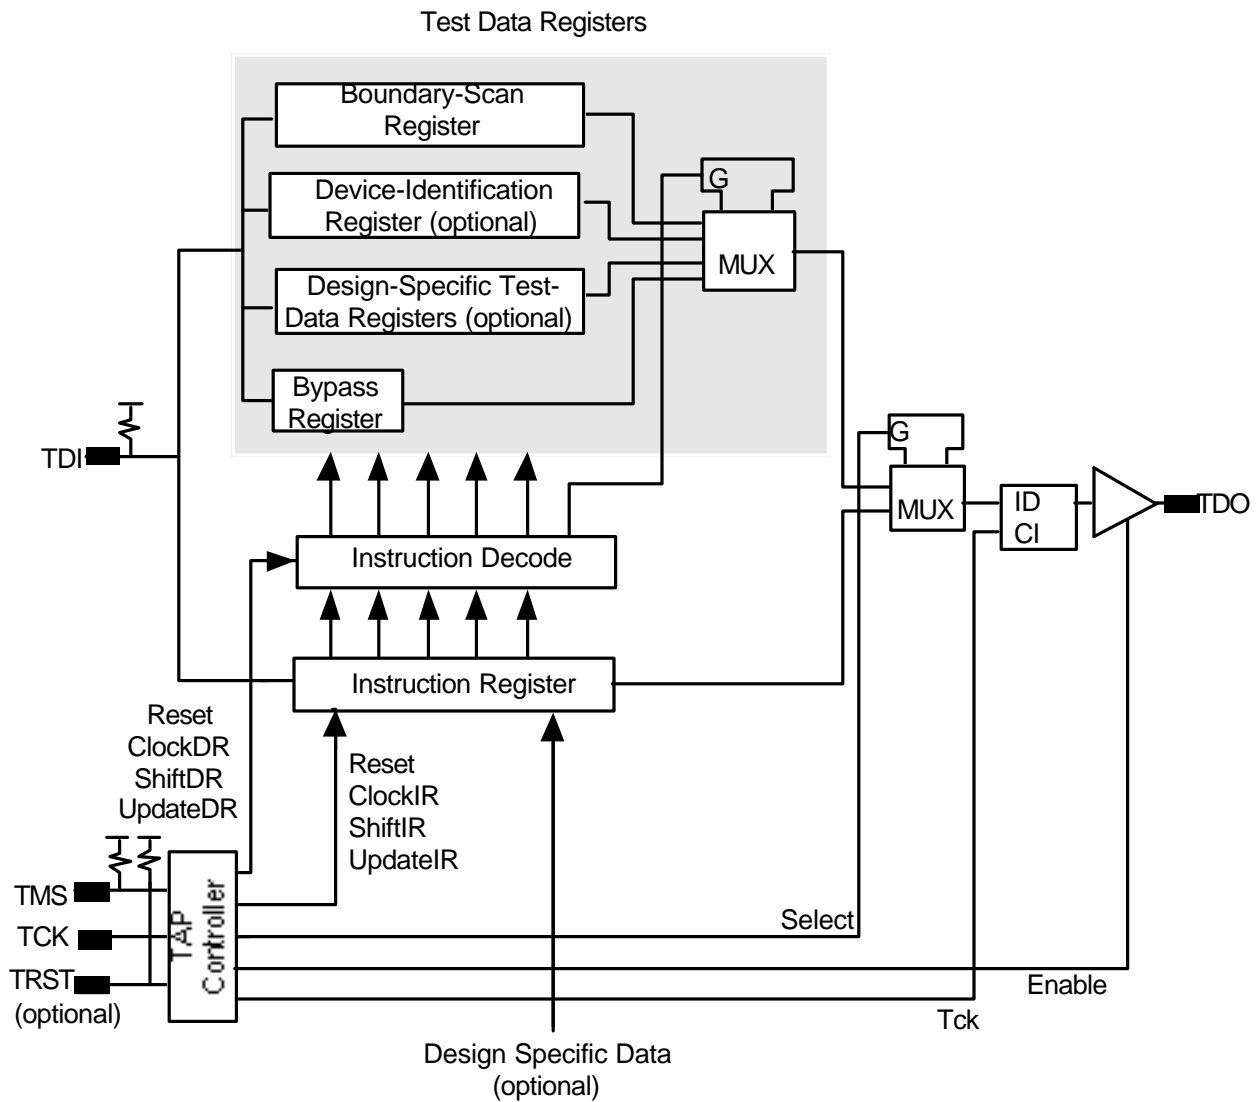 Test Data Registers
Boundary-Scan
Register
Device-Identification
Register (optional)
Design-Specific Test-
Data Registers (optional)
Bypass
Register
G
MUX
TDI
G
MUX
1D
C1
TDO
Instruction Decode
Instruction Register
Reset
ClockDR
ShiftDR
UpdateDR
Reset
ClockIR
ShiftIR
UpdateIR
TMS
TCK
TRST
(optional)
TAP
Controller
Select
Enable
Tck
Design Specific Data
(optional)